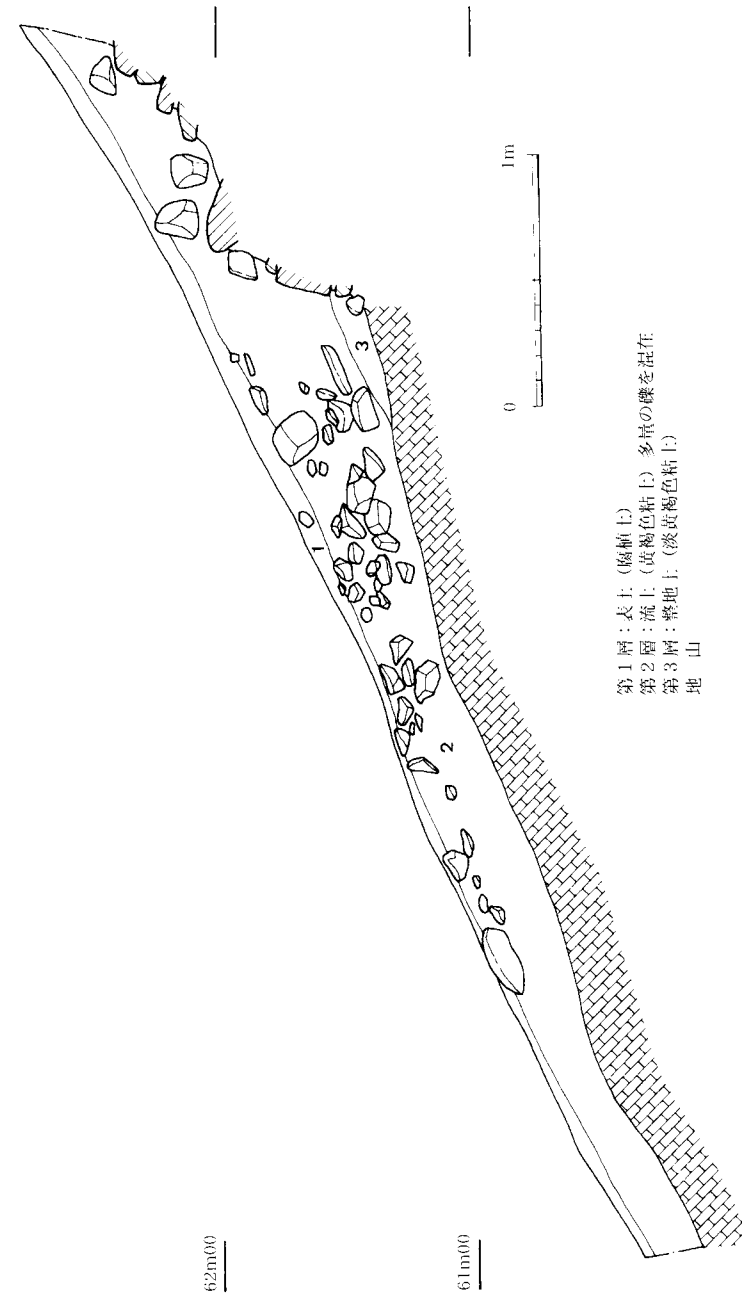 62m00
61m00
1
2
3
0 1m
第1層：表土（腐植土）
第2層：流土（黄褐色粘土）多量の礫を混在
第3層：整地土（淡黄褐色粘土）
地　山